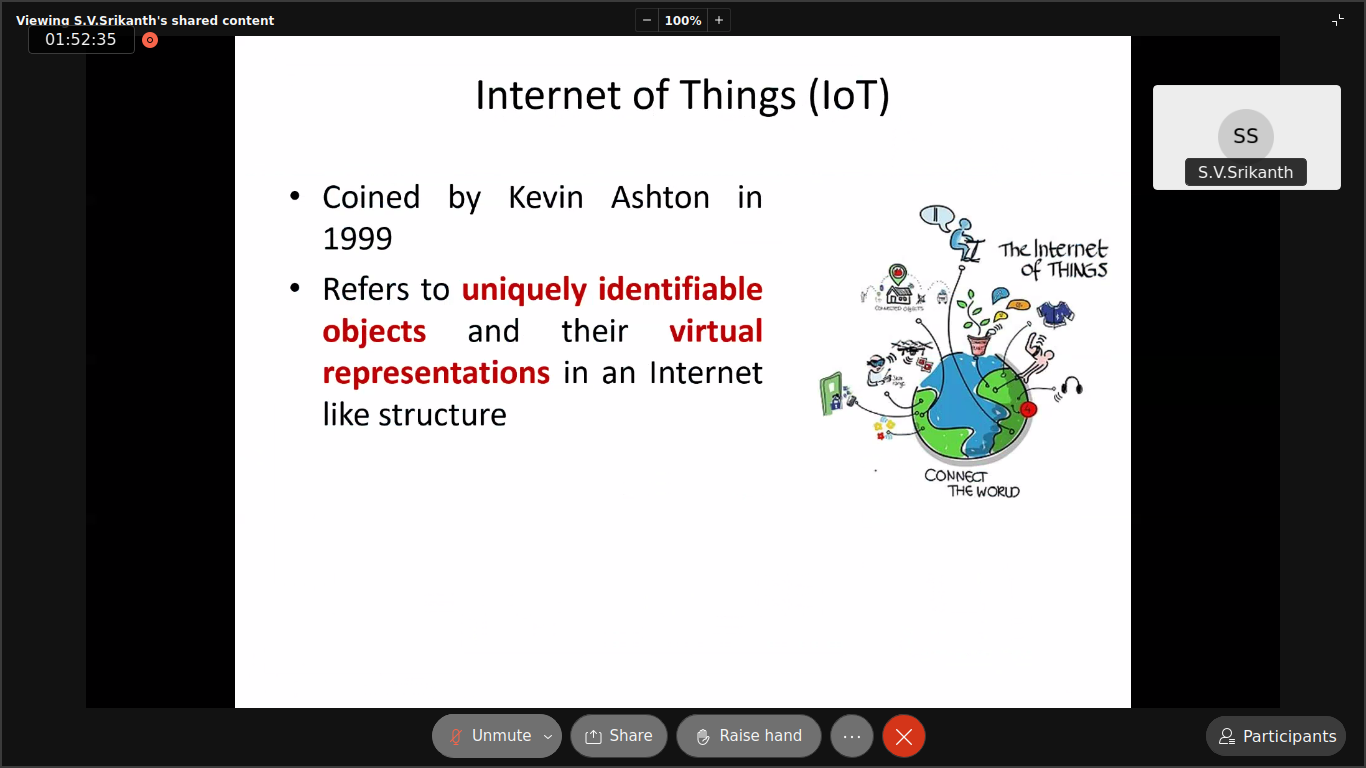 Viewing S.V.Srikanth's shared content
− 100% +
01:52:35
Internet of Things (IoT)
SS
S.V.Srikanth
• Coined by Kevin Ashton in
1999
• Refers to uniquely identifiable
objects and their virtual
representations in an Internet
like structure
The Internet
of THINGS
CONNECTED OBJECTS
CONNECT
THE WORLD
Unmute
Share
Raise hand
...
Participants